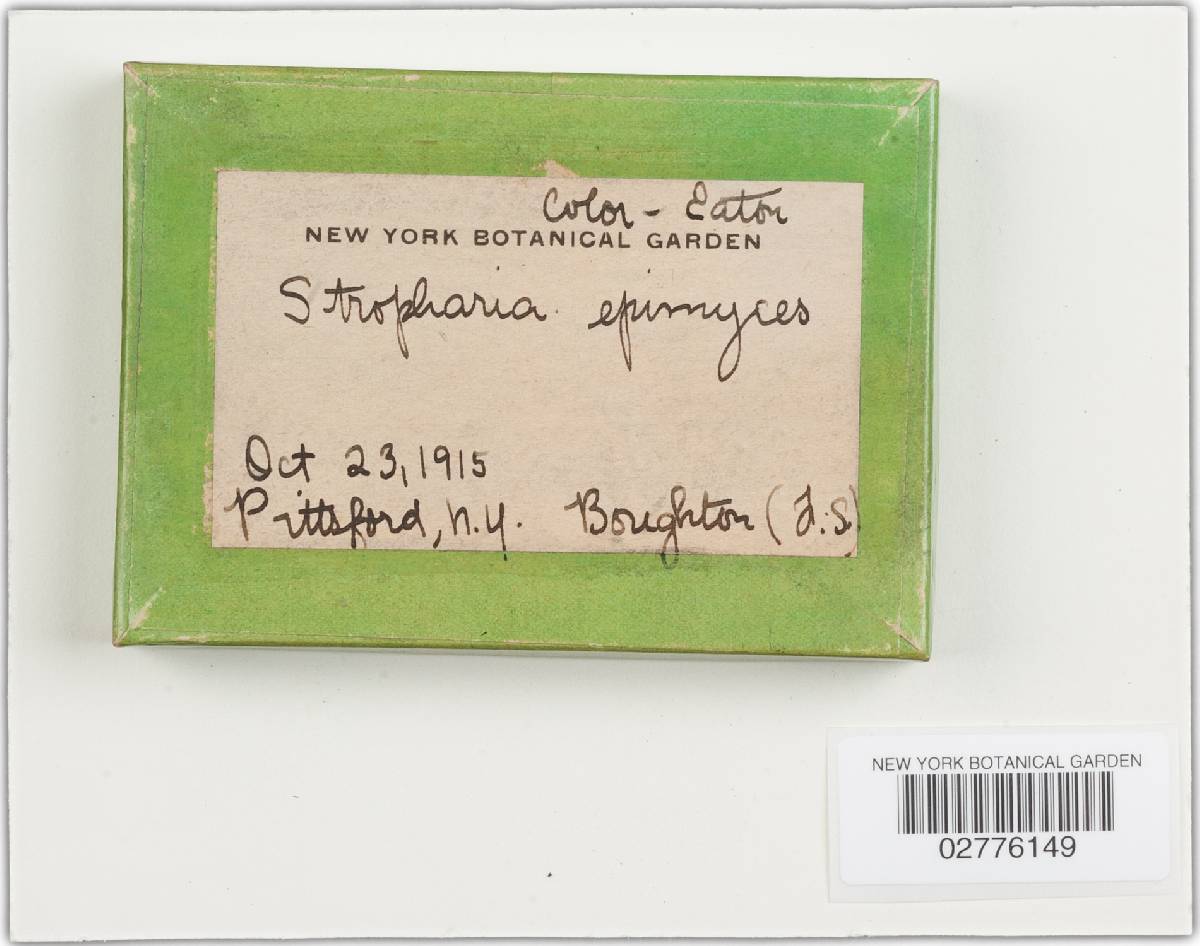 Color - Eaton
NEW YORK BOTANICAL GARDEN
Stropharia epimyces
Oct 23, 1915
Pittsford, N.Y. Boughton (F.S.)
NEW YORK BOTANICAL GARDEN
02776149